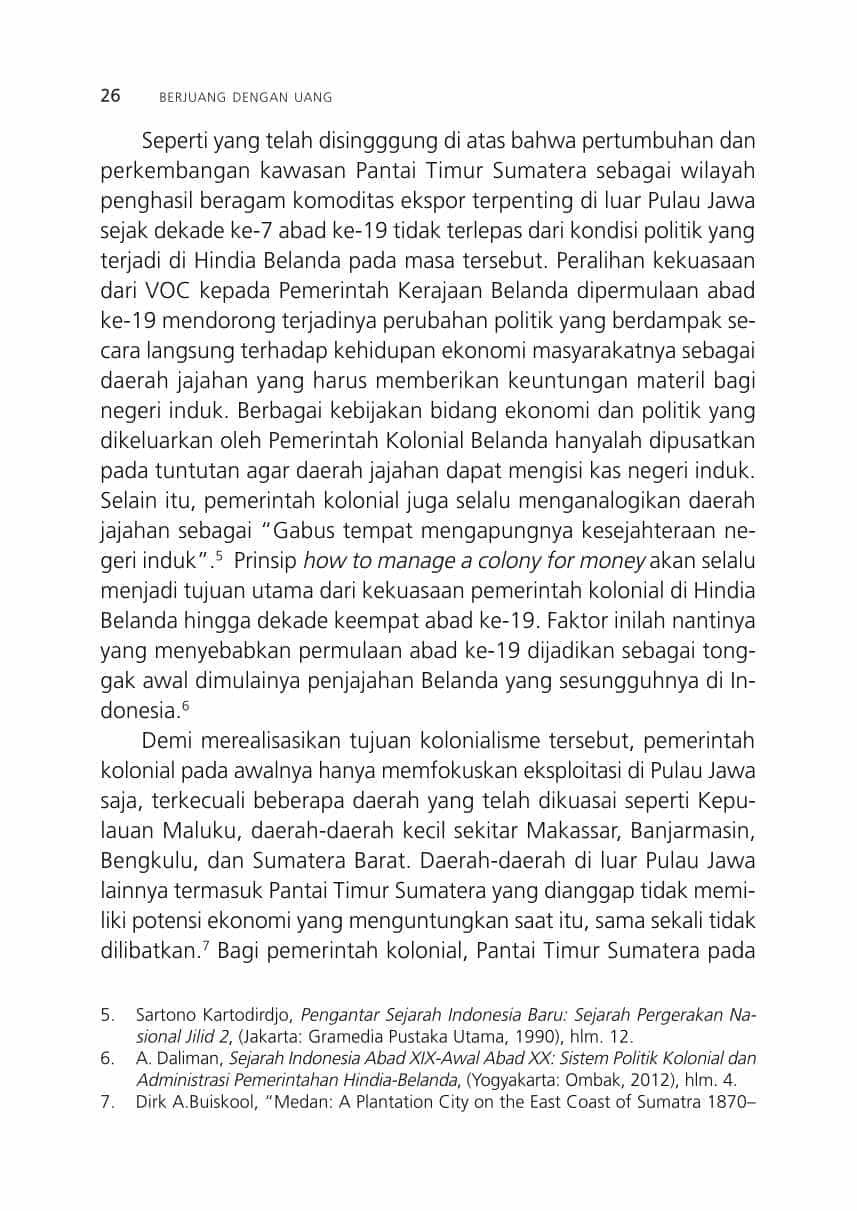 26 BERJUANG DENGAN UANG
Seperti yang telah disingggung di atas bahwa pertumbuhan dan
perkembangan kawasan Pantai Timur Sumatera sebagai wilayah
penghasil beragam komoditas ekspor terpenting di luar Pulau Jawa
sejak dekade ke-7 abad ke-19 tidak terlepas dari kondisi politik yang
terjadi di Hindia Belanda pada masa tersebut. Peralihan kekuasaan
dari VOC kepada Pemerintah Kerajaan Belanda dipermulaan abad
ke-19 mendorong terjadinya perubahan politik yang berdampak se-
cara langsung terhadap kehidupan ekonomi masyarakatnya sebagai
daerah jajahan yang harus memberikan keuntungan materil bagi
negeri induk. Berbagai kebijakan bidang ekonomi dan politik yang
dikeluarkan oleh Pemerintah Kolonial Belanda hanyalah dipusatkan
pada tuntutan agar daerah jajahan dapat mengisi kas negeri induk.
Selain itu, pemerintah kolonial juga selalu menganalogikan daerah
jajahan sebagai “Gabus tempat mengapungnya kesejahteraan ne-
geri induk”.⁵ Prinsip how to manage a colony for money akan selalu
menjadi tujuan utama dari kekuasaan pemerintah kolonial di Hindia
Belanda hingga dekade keempat abad ke-19. Faktor inilah nantinya
yang menyebabkan permulaan abad ke-19 dijadikan sebagai tong-
gak awal dimulainya penjajahan Belanda yang sesungguhnya di In-
donesia.⁶
Demi merealisasikan tujuan kolonialisme tersebut, pemerintah
kolonial pada awalnya hanya memfokuskan eksploitasi di Pulau Jawa
saja, terkecuali beberapa daerah yang telah dikuasai seperti Kepu-
lauan Maluku, daerah-daerah kecil sekitar Makassar, Banjarmasin,
Bengkulu, dan Sumatera Barat. Daerah-daerah di luar Pulau Jawa
lainnya termasuk Pantai Timur Sumatera yang dianggap tidak memi-
liki potensi ekonomi yang menguntungkan saat itu, sama sekali tidak
dilibatkan.⁷ Bagi pemerintah kolonial, Pantai Timur Sumatera pada
5. Sartono Kartodirdjo, Pengantar Sejarah Indonesia Baru: Sejarah Pergerakan Na-
sional Jilid 2, (Jakarta: Gramedia Pustaka Utama, 1990), hlm. 12.
6. A. Daliman, Sejarah Indonesia Abad XIX-Awal Abad XX: Sistem Politik Kolonial dan
Administrasi Pemerintahan Hindia-Belanda, (Yogyakarta: Ombak, 2012), hlm. 4.
7. Dirk A.Buiskool, “Medan: A Plantation City on the East Coast of Sumatra 1870–